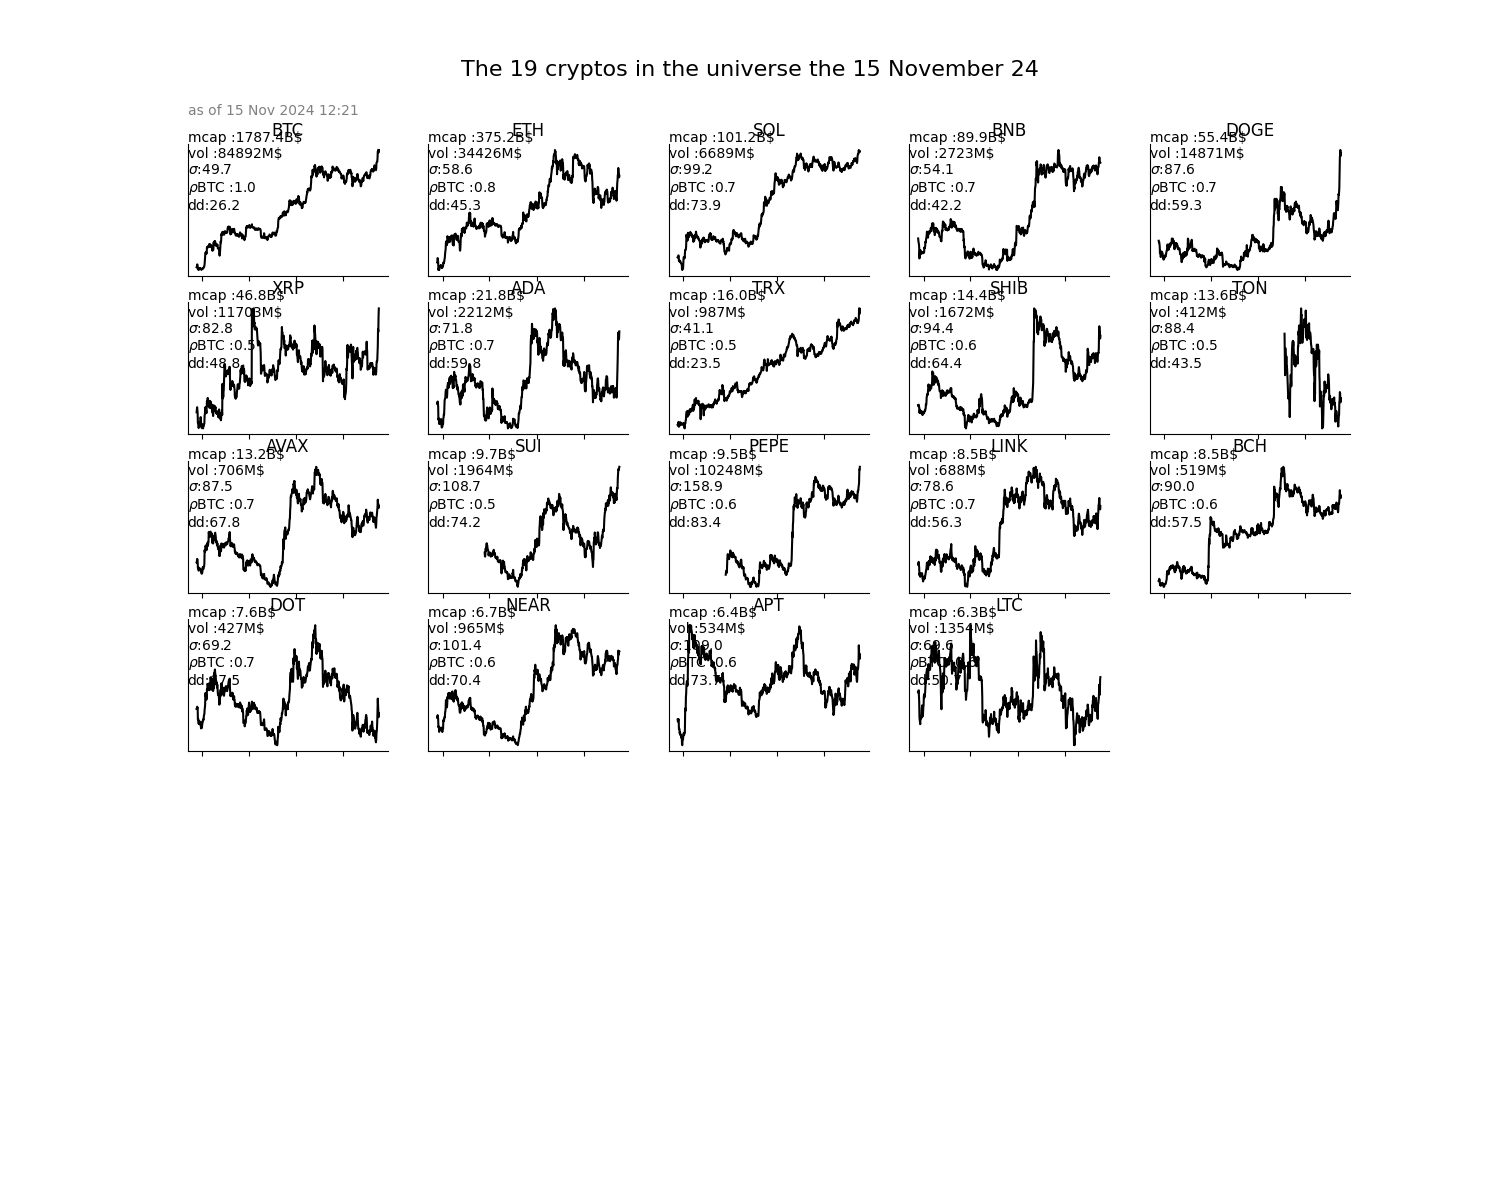 The 19 cryptos in the universe the 15 November 24
as of 15 Nov 2024 12:21
BTC
mcap :1787.4B$
vol :84892M$
σ:49.7
ρBTC :1.0
dd:26.2
ETH
mcap :375.2B$
vol :34426M$
σ:58.6
ρBTC :0.8
dd:45.3
SOL
mcap :101.2B$
vol :6689M$
σ:99.2
ρBTC :0.7
dd:73.9
BNB
mcap :89.9B$
vol :2723M$
σ:54.1
ρBTC :0.7
dd:42.2
DOGE
mcap :55.4B$
vol :14871M$
σ:87.6
ρBTC :0.7
dd:59.3
XRP
mcap :46.8B$
vol :11703M$
σ:82.8
ρBTC :0.5
dd:48.8
ADA
mcap :21.8B$
vol :2212M$
σ:71.8
ρBTC :0.7
dd:59.8
TRX
mcap :16.0B$
vol :987M$
σ:41.1
ρBTC :0.5
dd:23.5
SHIB
mcap :14.4B$
vol :1672M$
σ:94.4
ρBTC :0.6
dd:64.4
TON
mcap :13.6B$
vol :412M$
σ:88.4
ρBTC :0.5
dd:43.5
AVAX
mcap :13.2B$
vol :706M$
σ:87.5
ρBTC :0.7
dd:67.8
SUI
mcap :9.7B$
vol :1964M$
σ:108.7
ρBTC :0.5
dd:74.2
PEPE
mcap :9.5B$
vol :10248M$
σ:158.9
ρBTC :0.6
dd:83.4
LINK
mcap :8.5B$
vol :688M$
σ:78.6
ρBTC :0.7
dd:56.3
BCH
mcap :8.5B$
vol :519M$
σ:90.0
ρBTC :0.6
dd:57.5
DOT
mcap :7.6B$
vol :427M$
σ:69.2
ρBTC :0.7
NEAR
mcap :6.7B$
vol :965M$
σ:101.4
ρBTC :0.6
dd:70.4
APT
mcap :6.4B$
vol :534M$
ρBTC :0.6
LTC
mcap :6.3B$
vol :1354M$